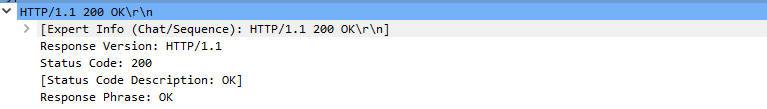 HTTP/1.1 200 OK\r\n
[Expert Info (Chat/Sequence): HTTP/1.1 200 OK\r\n]
Response Version: HTTP/1.1
Status Code: 200
[Status Code Description: OK]
Response Phrase: OK